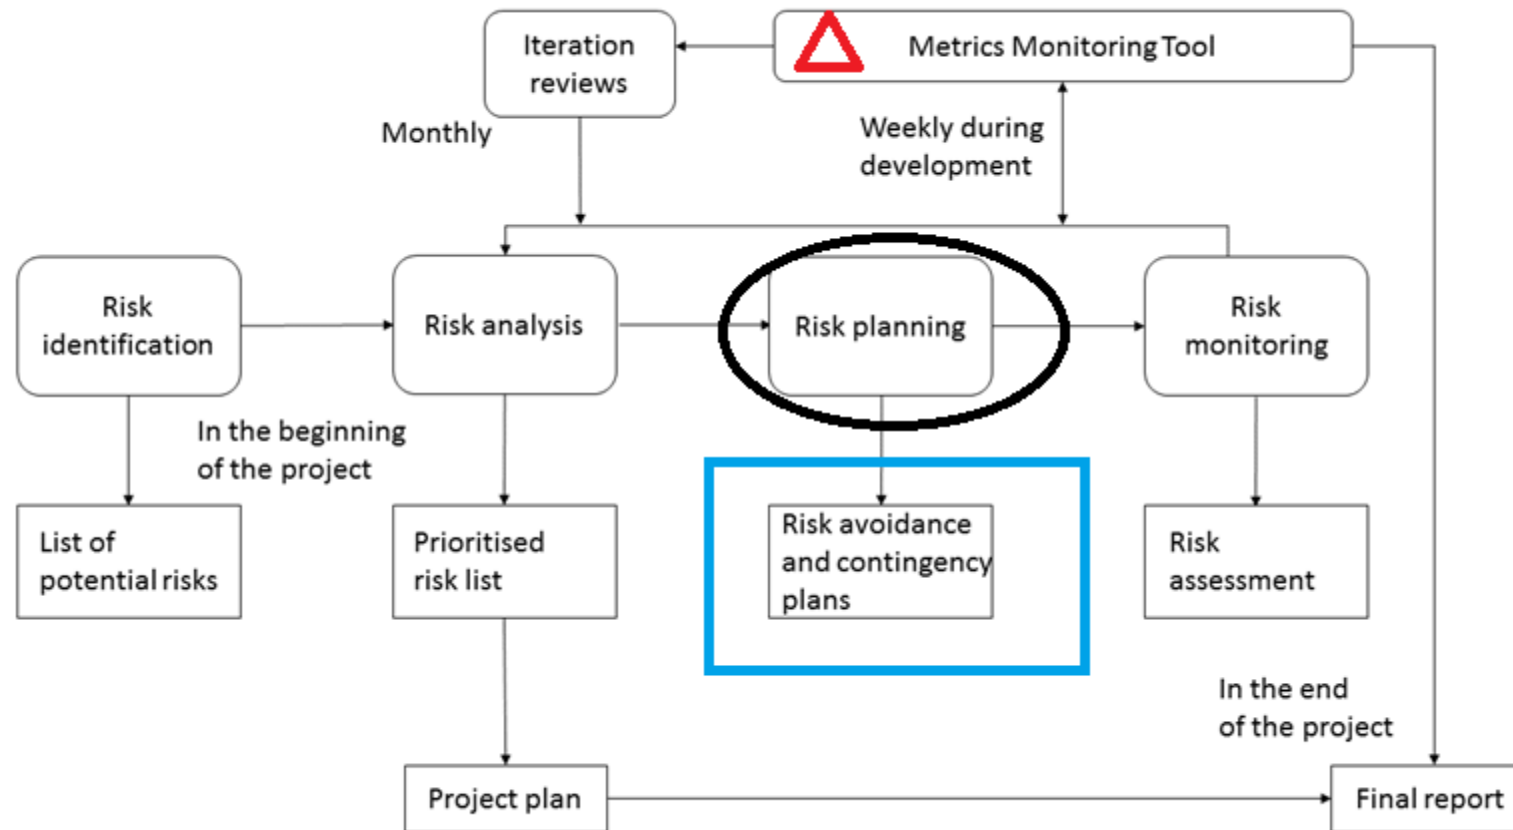 Iteration
reviews
Metrics Monitoring Tool
Monthly
Weekly during
development
Risk
identification
Risk analysis
Risk planning
Risk
monitoring
In the beginning
of the project
List of
potential risks
Prioritised
risk list
Risk avoidance
and contingency
plans
Risk
assessment
In the end
of the project
Project plan
Final report